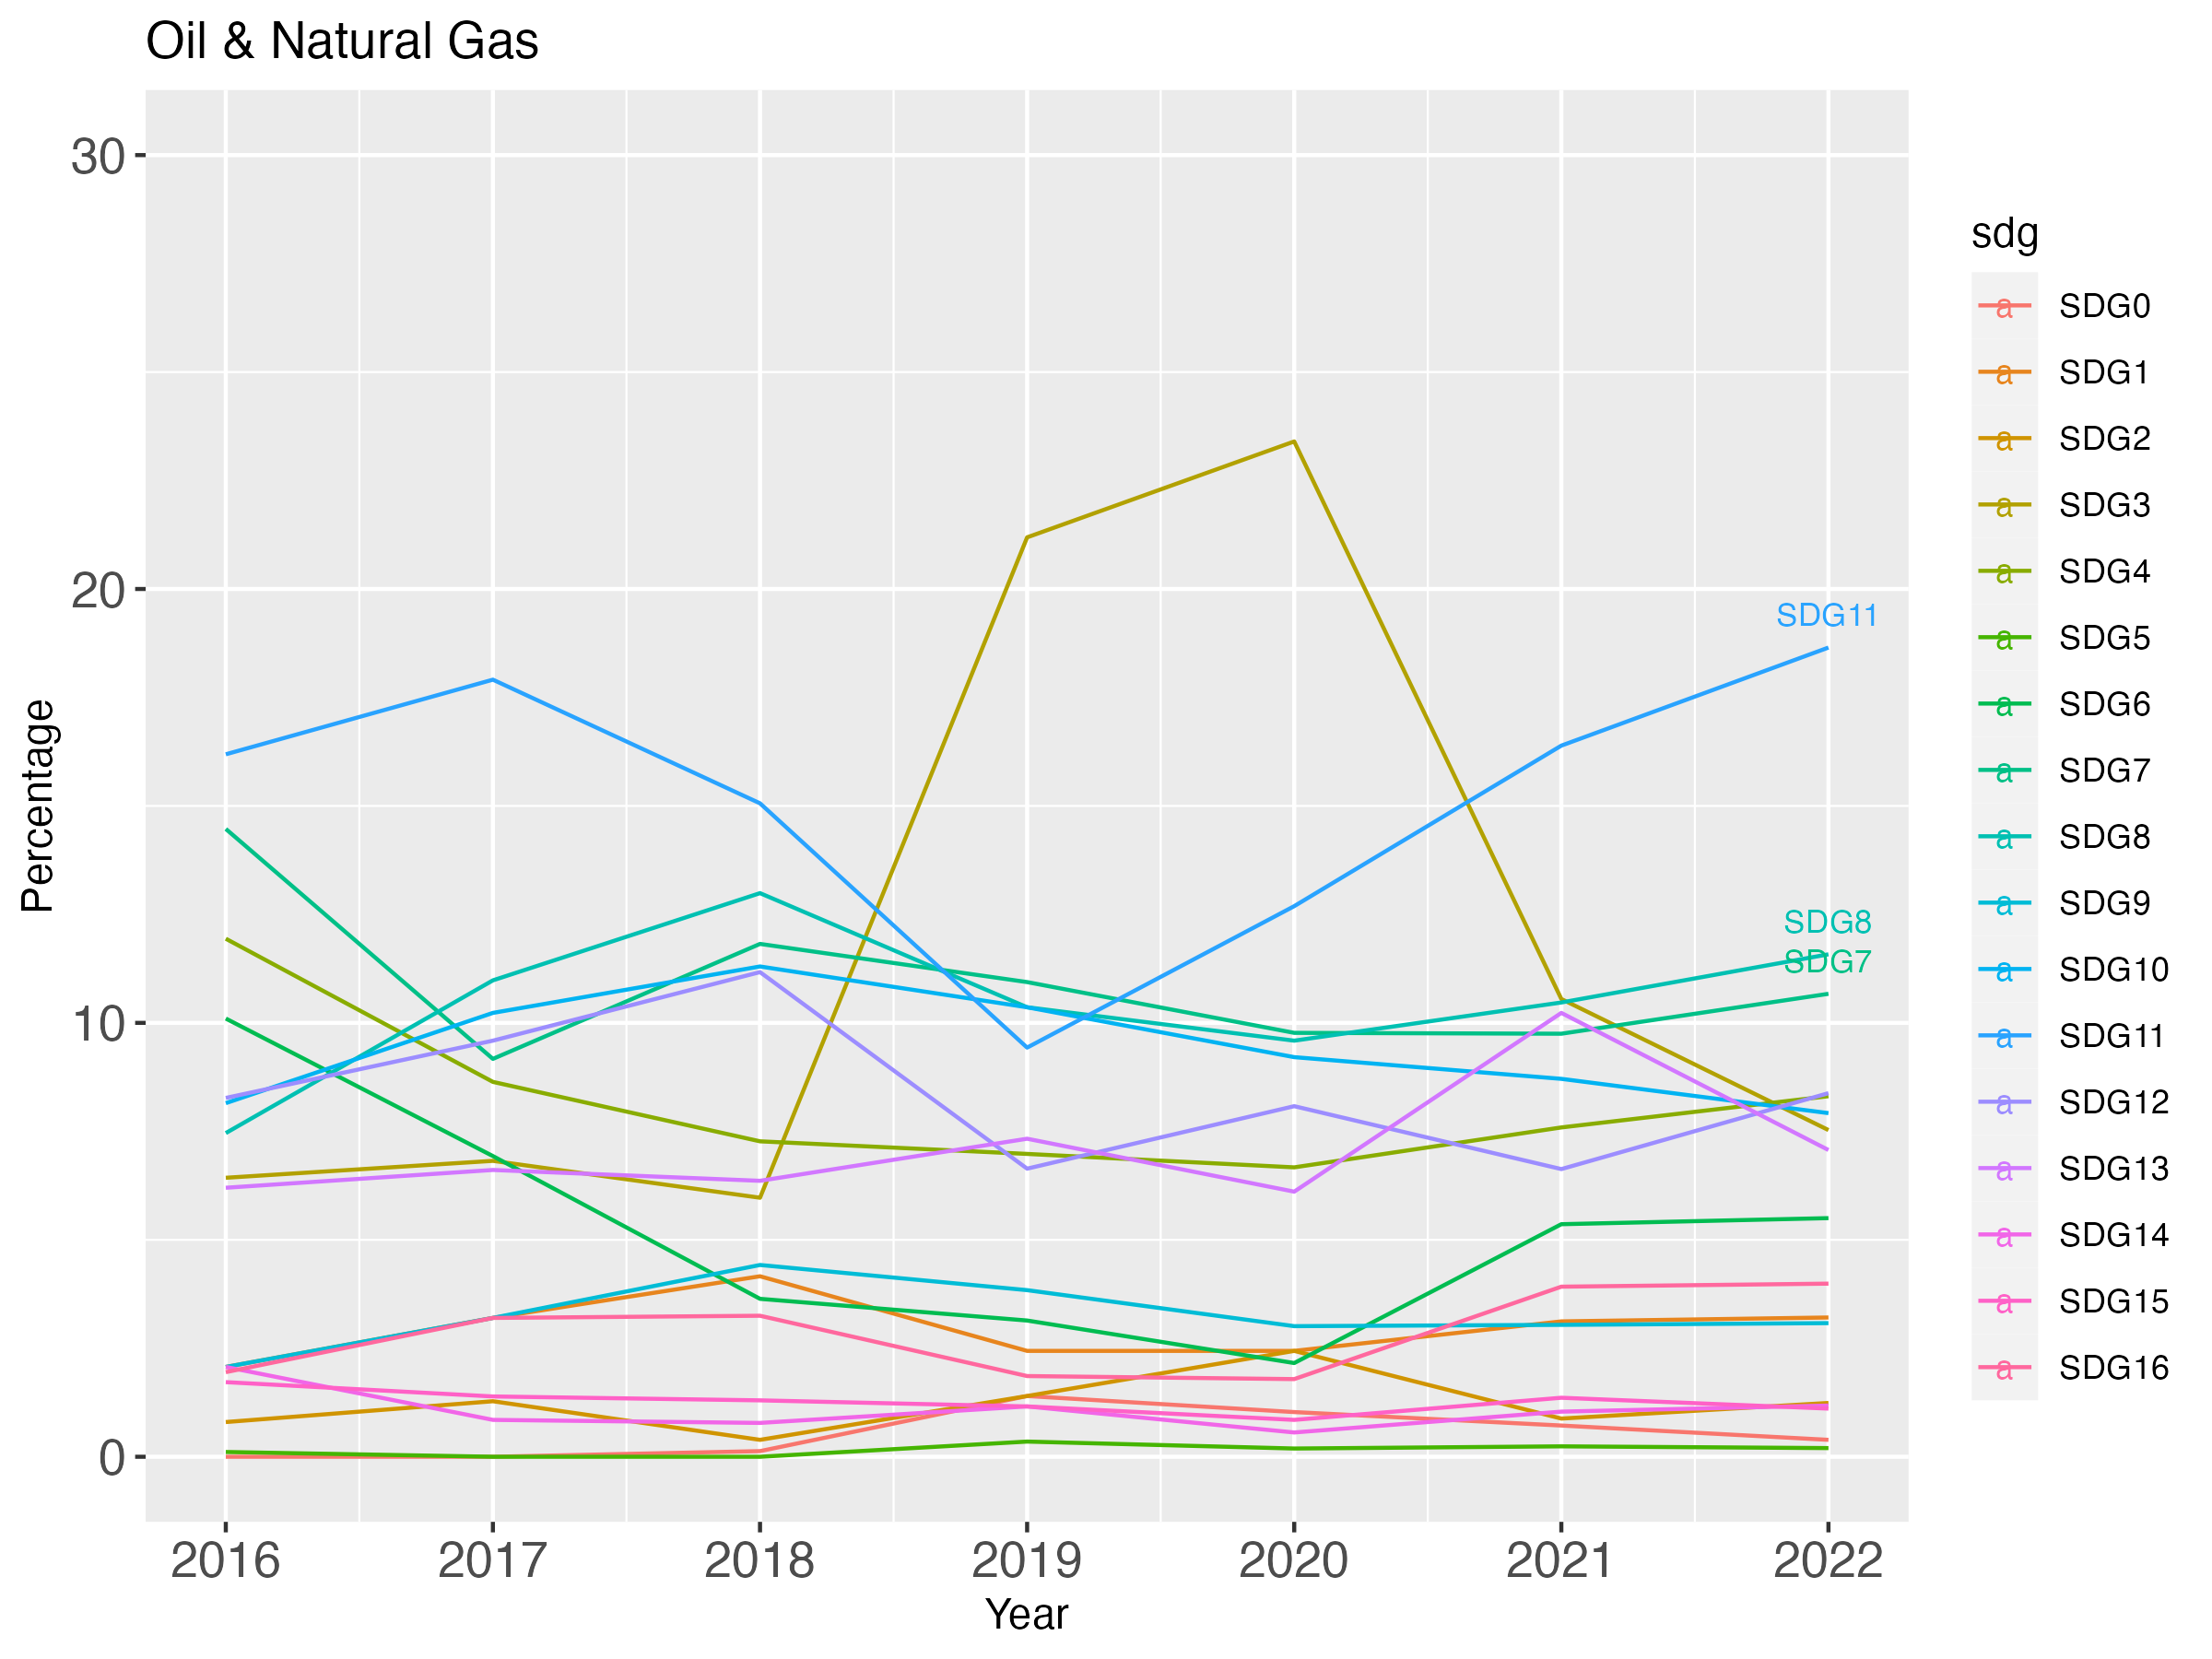 Oil & Natural Gas
30
20
10
0
Percentage
SDG11
SDG8
SDG7
2016 2017 2018 2019 2020 2021 2022
Year
sdg
a SDG0
a SDG1
a SDG2
a SDG3
a SDG4
a SDG5
a SDG6
a SDG7
a SDG8
a SDG9
a SDG10
a SDG11
a SDG12
a SDG13
a SDG14
a SDG15
a SDG16